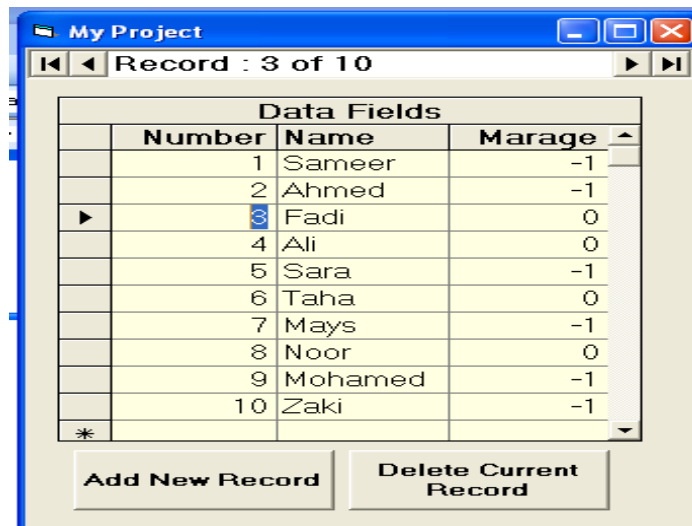 My Project
Record : 3 of 10
Data Fields
Number Name Marage
1 Sameer -1
2 Ahmed -1
3 Fadi 0
4 Ali 0
5 Sara -1
6 Taha 0
7 Mays -1
8 Noor 0
9 Mohamed -1
10 Zaki -1
*
Add New Record
Delete Current
Record